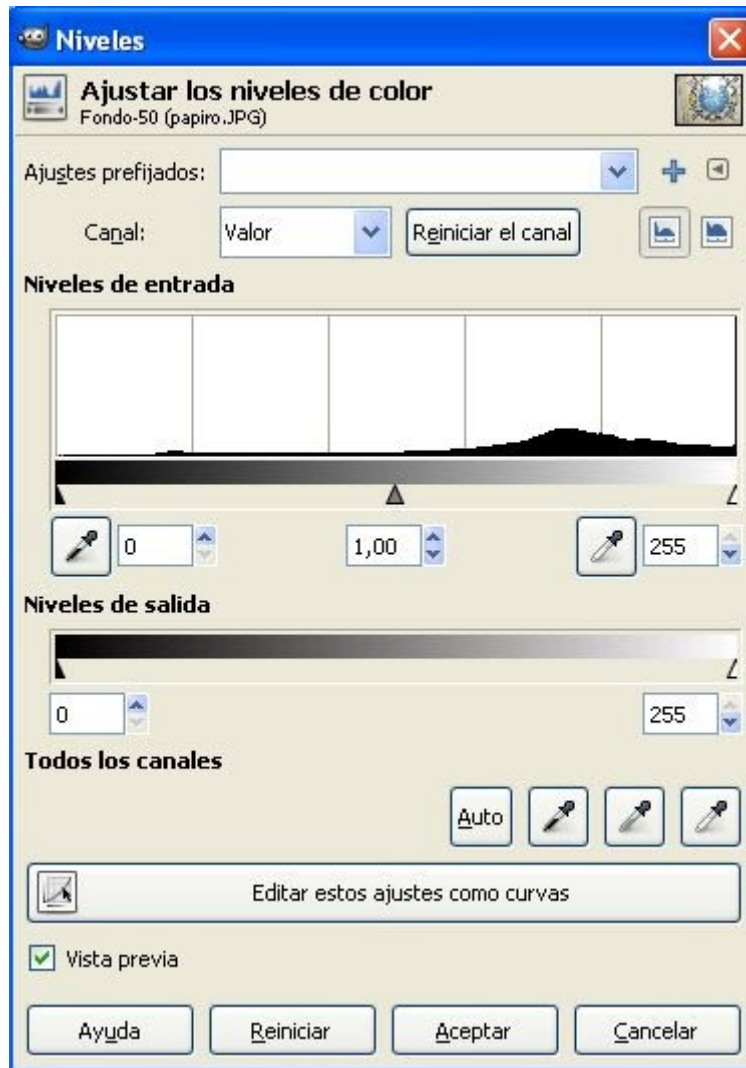 Niveles
Ajustar los niveles de color
Fondo-50 (papiro.JPG)
Ajustes prefijados:
Canal: Valor Reiniciar el canal
Niveles de entrada
0 1,00 255
Niveles de salida
0 255
Todos los canales
Auto
Editar estos ajustes como curvas
Vista previa
Ayuda Reiniciar Aceptar Cancelar